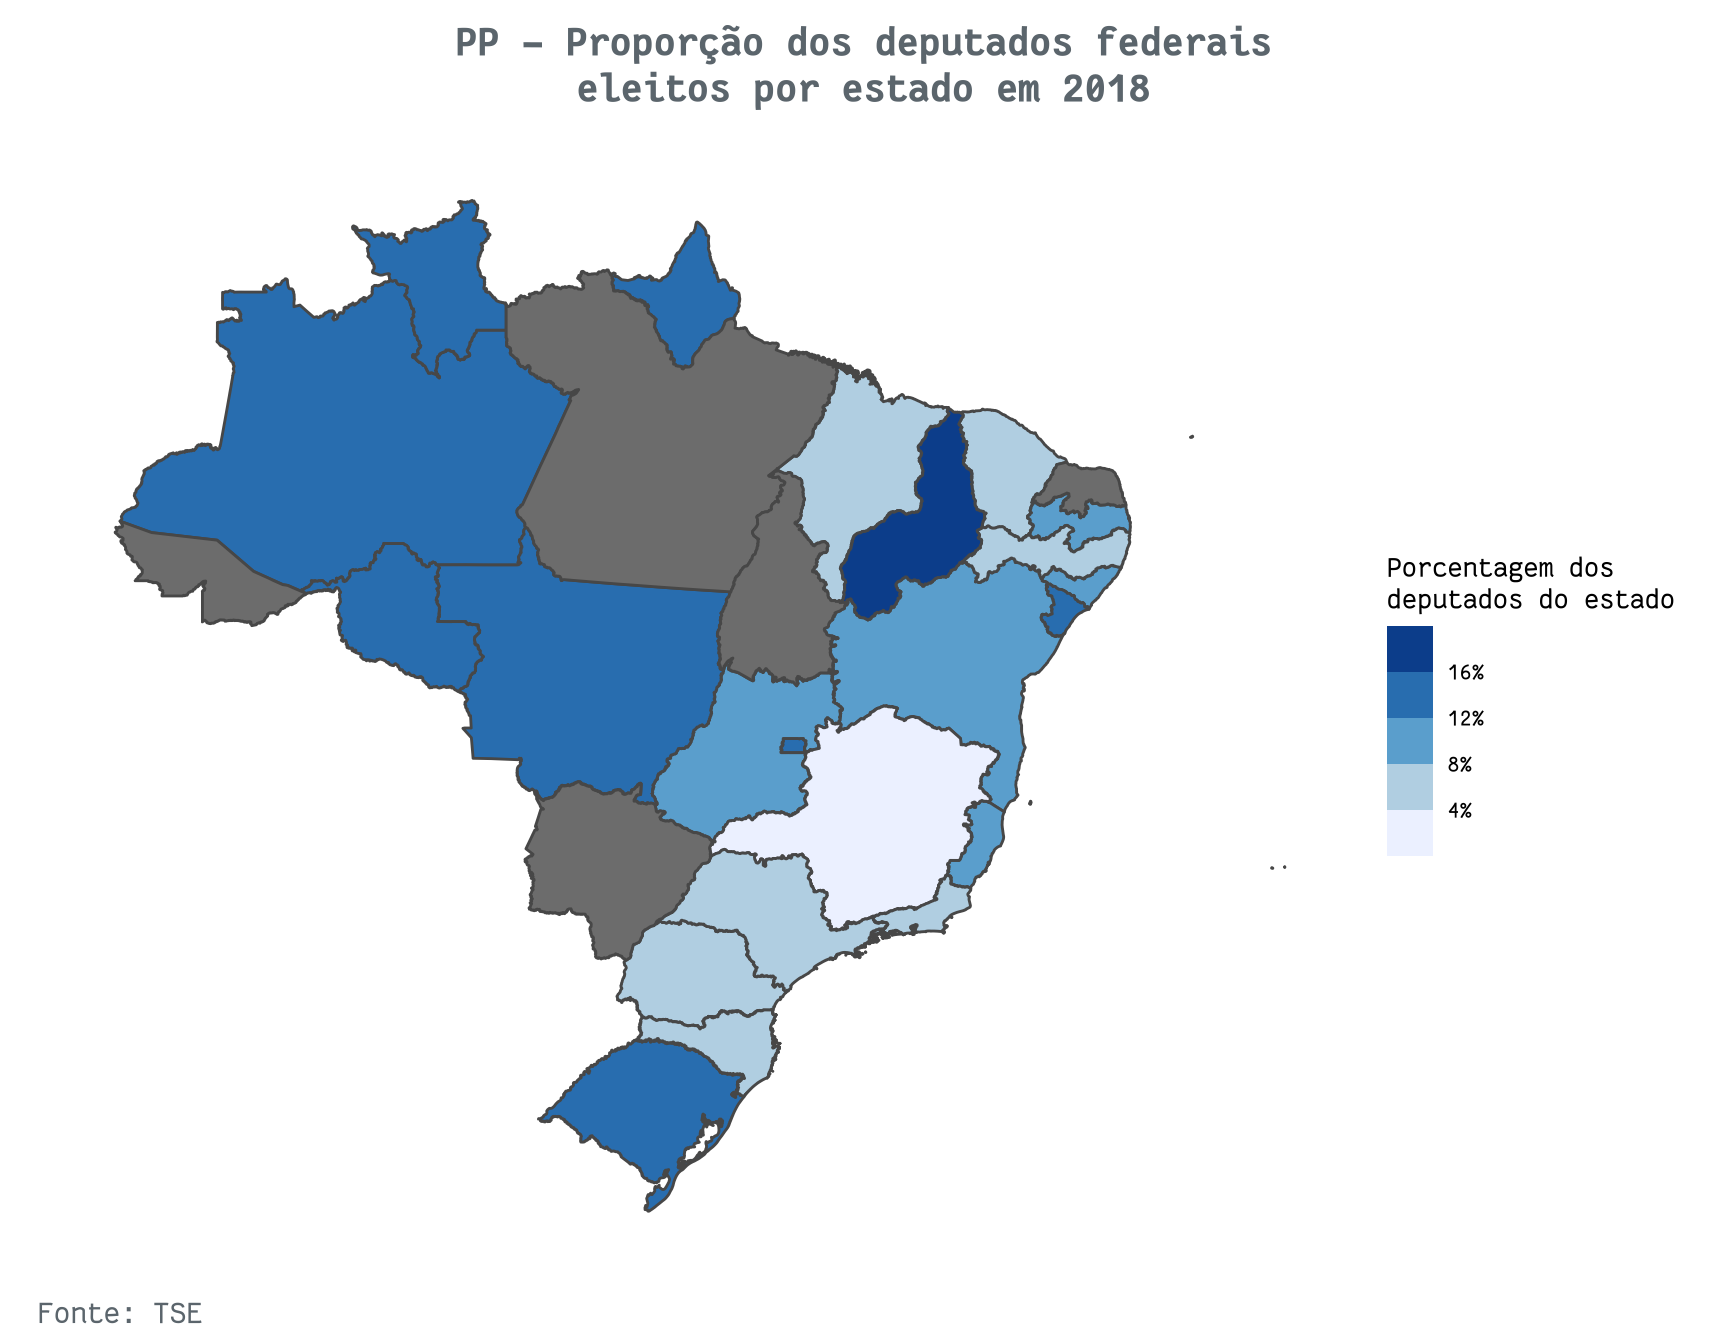 PP – Proporção dos deputados federais
eleitos por estado em 2018
Porcentagem dos
deputados do estado
16%
12%
8%
4%
Fonte: TSE